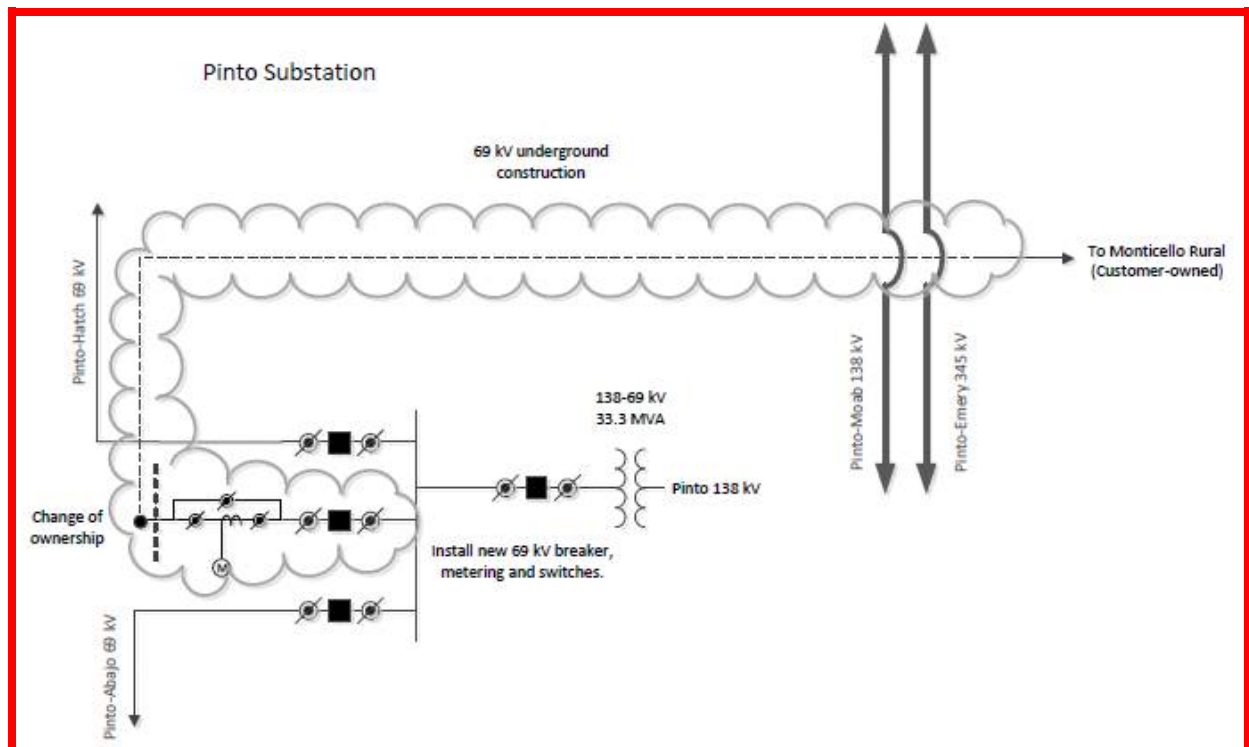 Pinto Substation
69 kV underground
construction
To Monticello Rural
(Customer-owned)
Pinto-Hatch 69 kV
Pinto-Moab 138 kV
Pinto-Emery 345 kV
138-69 kV
33.3 MVA
Pinto 138 kV
Change of
ownership
M
Install new 69 kV breaker,
metering and switches.
Pinto-Abajo 69 kV